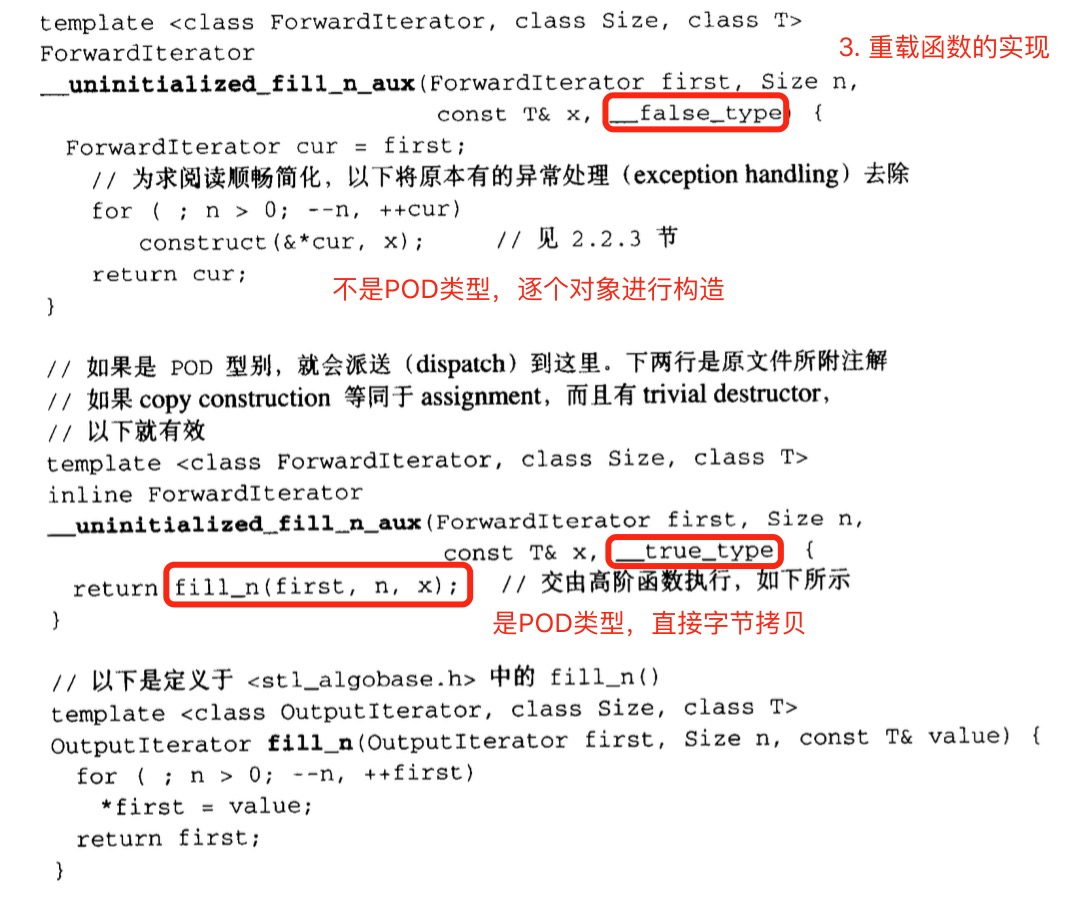 template <class ForwardIterator, class Size, class T>
ForwardIterator
3. 重载函数的实现
__uninitialized_fill_n_aux(ForwardIterator first, Size n,
const T& x, __false_type) {
ForwardIterator cur = first;
// 为求阅读顺畅简化，以下将原本有的异常处理（exception handling）去除
for ( ; n > 0; --n, ++cur)
construct(&*cur, x); // 见 2.2.3 节
return cur;
不是POD类型，逐个对象进行构造
}
// 如果是 POD 型别，就会派送（dispatch）到这里。下两行是原文件所附注解
// 如果 copy construction 等同于 assignment，而且有 trivial destructor，
// 以下就有效
template <class ForwardIterator, class Size, class T>
inline ForwardIterator
__uninitialized_fill_n_aux(ForwardIterator first, Size n,
const T& x, __true_type {
return fill_n(first, n, x); // 交由高阶函数执行，如下所示
}
是POD类型，直接字节拷贝
// 以下是定义于 <stl_algobase.h> 中的 fill_n()
template <class OutputIterator, class Size, class T>
OutputIterator fill_n(OutputIterator first, Size n, const T& value) {
for ( ; n > 0; --n, ++first)
*first = value;
return first;
}